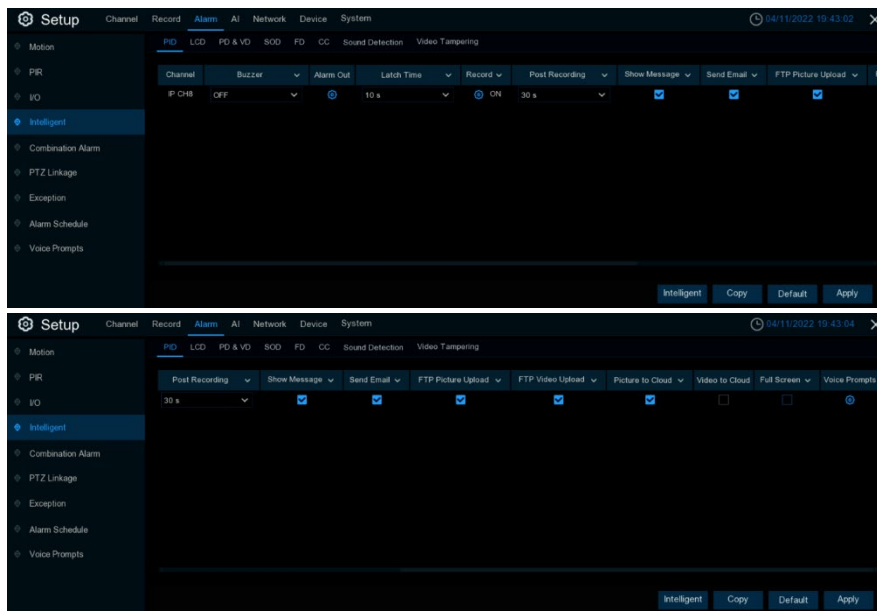 Setup Channel Record Alarm AI Network Device System 04/11/2022 19:43:02
Motion PID LCD PD & VD SOD FD CC Sound Detection Video Tampering
PIR Channel Buzzer Alarm Out Latch Time Record Post Recording Show Message Send Email FTP Picture Upload
I/O IP CH8 OFF 10 s ON 30 s
Intelligent
Combination Alarm
PTZ Linkage
Exception
Alarm Schedule
Voice Prompts
Intelligent Copy Default Apply
Setup Channel Record Alarm AI Network Device System 04/11/2022 19:43:04
Motion PID LCD PD & VD SOD FD CC Sound Detection Video Tampering
PIR Post Recording Show Message Send Email FTP Picture Upload FTP Video Upload Picture to Cloud Video to Cloud Full Screen Voice Prompts
I/O 30 s
Intelligent
Combination Alarm
PTZ Linkage
Exception
Alarm Schedule
Voice Prompts
Intelligent Copy Default Apply